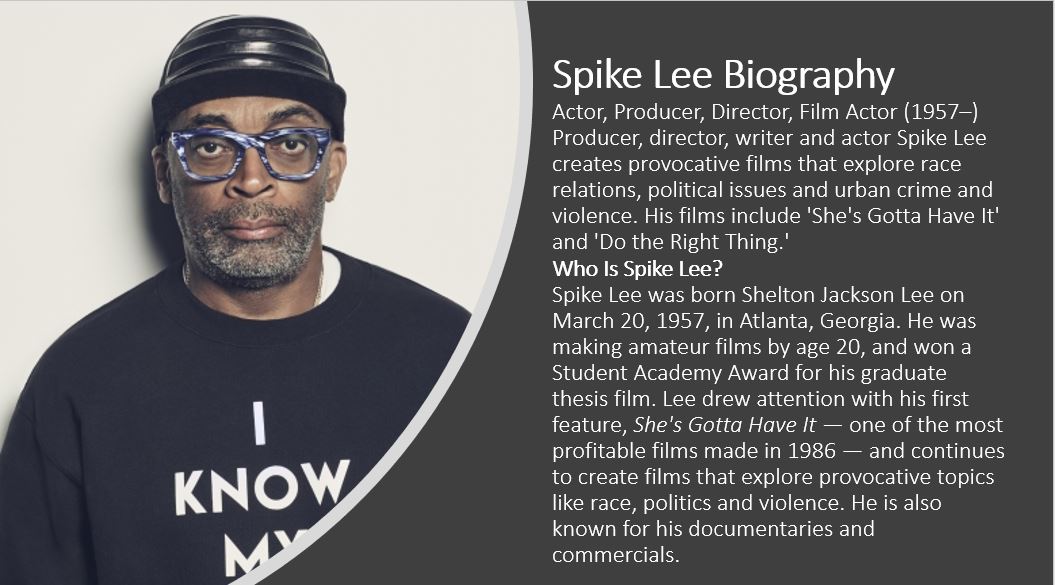 I
KNOW
MY
Spike Lee Biography
Actor, Producer, Director, Film Actor (1957–)
Producer, director, writer and actor Spike Lee
creates provocative films that explore race
relations, political issues and urban crime and
violence. His films include 'She's Gotta Have It'
and 'Do the Right Thing.'
Who Is Spike Lee?
Spike Lee was born Shelton Jackson Lee on
March 20, 1957, in Atlanta, Georgia. He was
making amateur films by age 20, and won a
Student Academy Award for his graduate
thesis film. Lee drew attention with his first
feature, She's Gotta Have It — one of the most
profitable films made in 1986 — and continues
to create films that explore provocative topics
like race, politics and violence. He is also
known for his documentaries and
commercials.